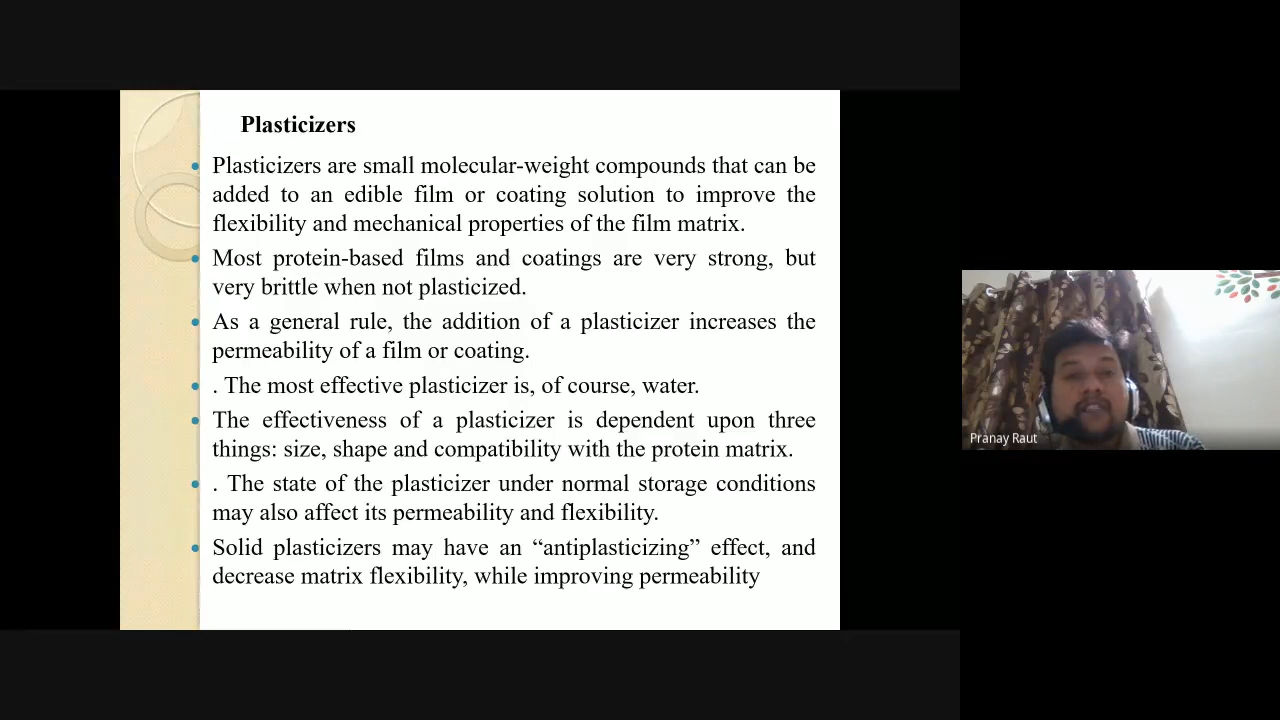 Plasticizers
Plasticizers are small molecular-weight compounds that can be
added to an edible film or coating solution to improve the
flexibility and mechanical properties of the film matrix.
Most protein-based films and coatings are very strong, but
very brittle when not plasticized.
As a general rule, the addition of a plasticizer increases the
permeability of a film or coating.
. The most effective plasticizer is, of course, water.
The effectiveness of a plasticizer is dependent upon three
things: size, shape and compatibility with the protein matrix.
. The state of the plasticizer under normal storage conditions
may also affect its permeability and flexibility.
Solid plasticizers may have an “antiplasticizing” effect, and
decrease matrix flexibility, while improving permeability
Pranay Raut